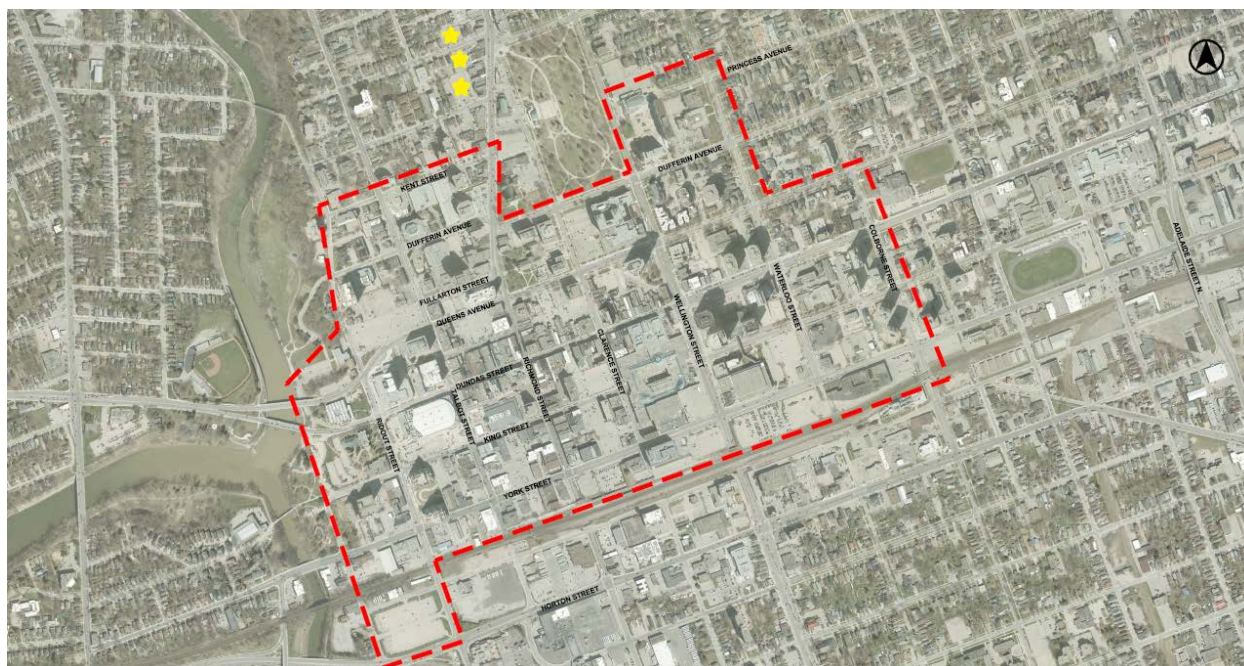 PRINCESS AVENUE
DUFFERIN AVENUE
KENT STREET
DUFFERIN AVENUE
COLBORNE STREET
ADELAIDE STREET N.
WATERLOO STREET
FULLARTON STREET
QUEENS AVENUE
WELLINGTON STREET
CLARENCE STREET
DUNDAS STREET
RICHMOND STREET
TALBOT STREET
RIDOUT STREET
KING STREET
YORK STREET
HORTON STREET